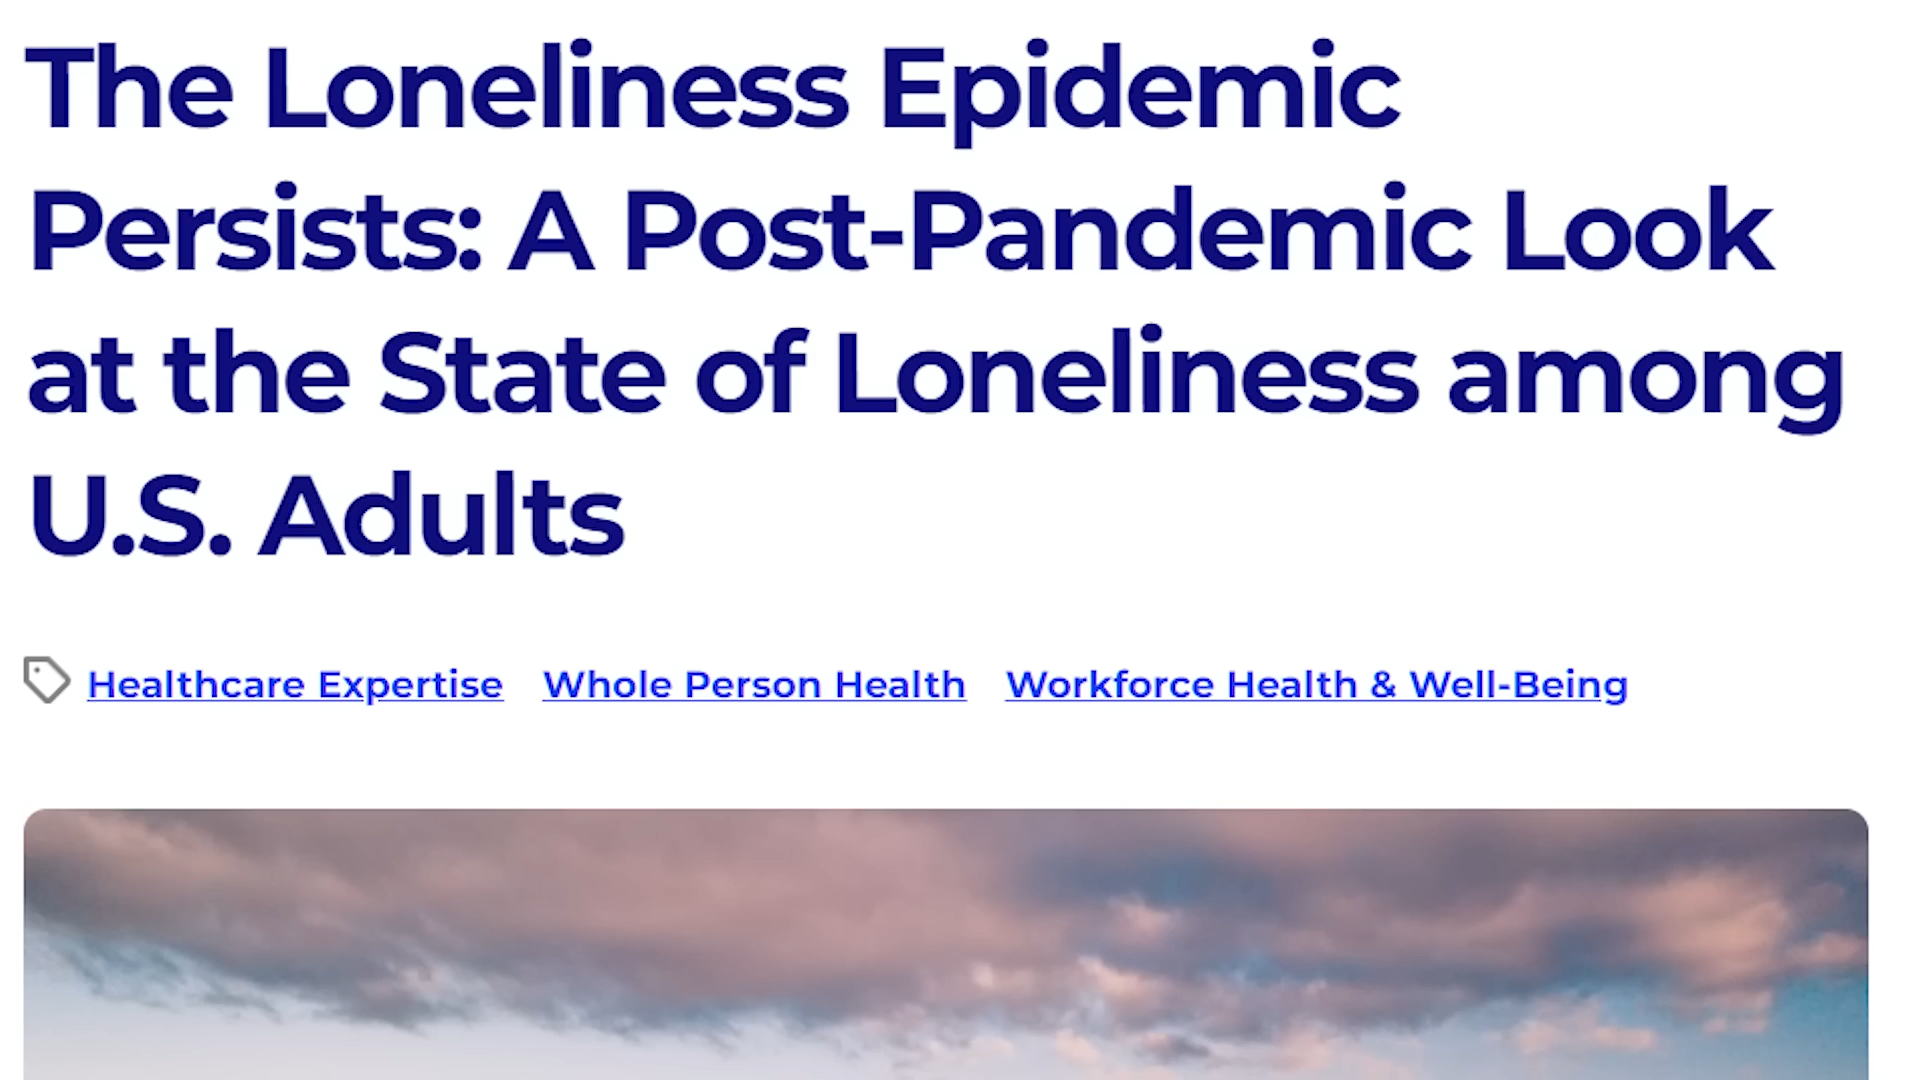 The Loneliness Epidemic
Persists: A Post-Pandemic Look
at the State of Loneliness among
U.S. Adults
Healthcare Expertise Whole Person Health Workforce Health & Well-Being